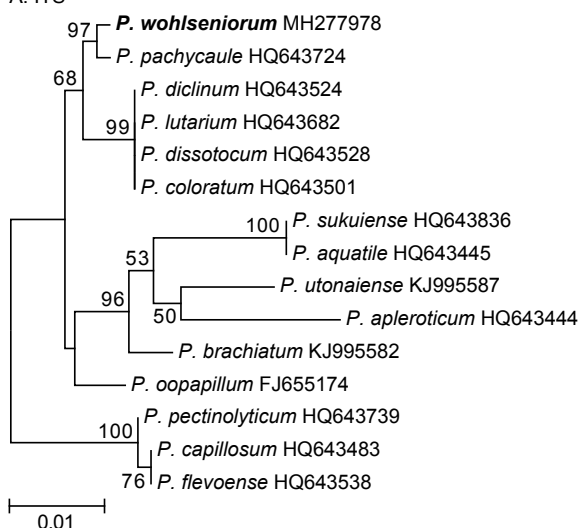 A. ITS
97
P. wohlseniorum MH277978
P. pachycaule HQ643724
68
P. diclinum HQ643524
99
P. lutarium HQ643682
P. dissotocum HQ643528
P. coloratum HQ643501
100
P. sukuiense HQ643836
P. aquatile HQ643445
53
P. utonaiense KJ995587
96
50
P. apleroticum HQ643444
P. brachiatum KJ995582
P. oopapillum FJ655174
P. pectinolyticum HQ643739
100
P. capillosum HQ643483
76
P. flevoense HQ643538
0.01